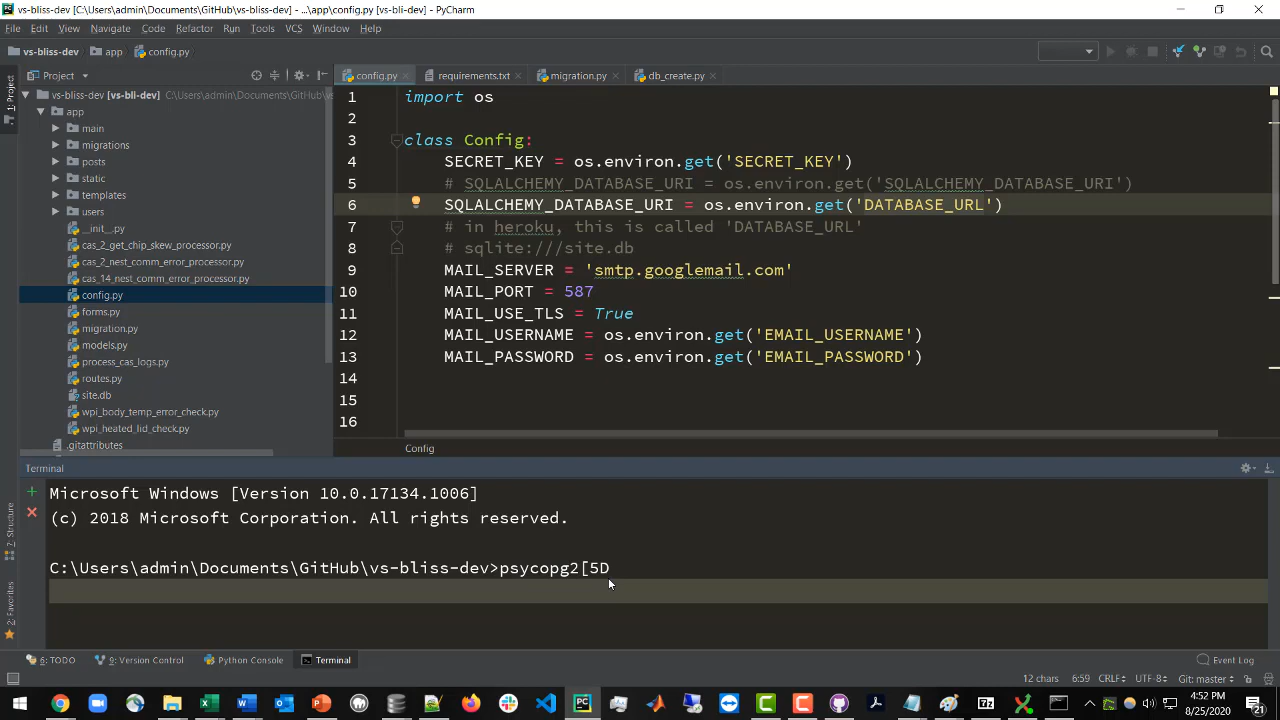 vs-bliss-dev [C:\Users\admin\Documents\GitHub\vs-bliss-dev] - ...\app\config.py [vs-bli-dev] - PyCharm
File Edit View Navigate Code Refactor Run Tools VCS Window Help
vs-bliss-dev app config.py
Project config.py requirements.txt migration.py db_create.py
1: Project
vs-bliss-dev [vs-bli-dev] C:\Users\admin\Documents\GitHub\v
app
main
migrations
posts
static
templates
users
__init__.py
cas_2_get_chip_skew_processor.py
cas_2_nest_comm_error_processor.py
cas_14_nest_comm_error_processor.py
config.py
forms.py
migration.py
models.py
process_cas_logs.py
routes.py
site.db
wpi_body_temp_error_check.py
wpi_heated_lid_check.py
.gitattributes
1 import os
2
3 class Config:
4 SECRET_KEY = os.environ.get('SECRET_KEY')
5 # SQLALCHEMY_DATABASE_URI = os.environ.get('SQLALCHEMY_DATABASE_URI')
6 SQLALCHEMY_DATABASE_URI = os.environ.get('DATABASE_URL')
7 # in heroku, this is called 'DATABASE_URL'
8 # sqlite:///site.db
9 MAIL_SERVER = 'smtp.googlemail.com'
10 MAIL_PORT = 587
11 MAIL_USE_TLS = True
12 MAIL_USERNAME = os.environ.get('EMAIL_USERNAME')
13 MAIL_PASSWORD = os.environ.get('EMAIL_PASSWORD')
14
15
16
Config
Terminal
Microsoft Windows [Version 10.0.17134.1006]
(c) 2018 Microsoft Corporation. All rights reserved.
C:\Users\admin\Documents\GitHub\vs-bliss-dev>psycopg2[5D
7: Structure
2: Favorites
6: TODO 9: Version Control Python Console Terminal Event Log
12 chars 6:59 CRLF UTF-8 Git: master
4:52 PM
8/25/2020
21